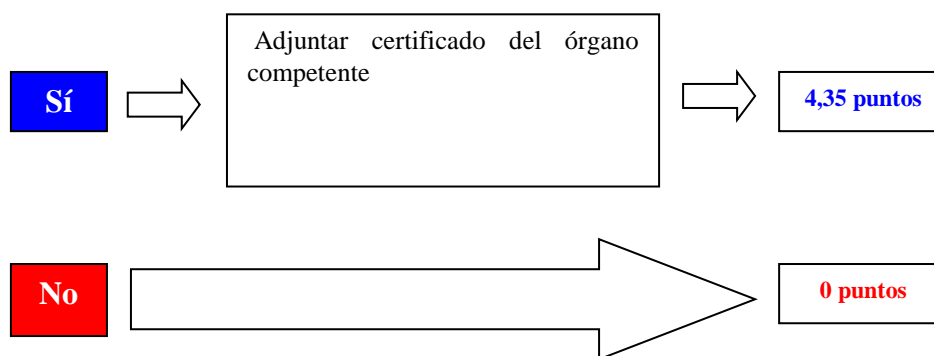 Adjuntar certificado del órgano
competente
Sí
4,35 puntos
No
0 puntos